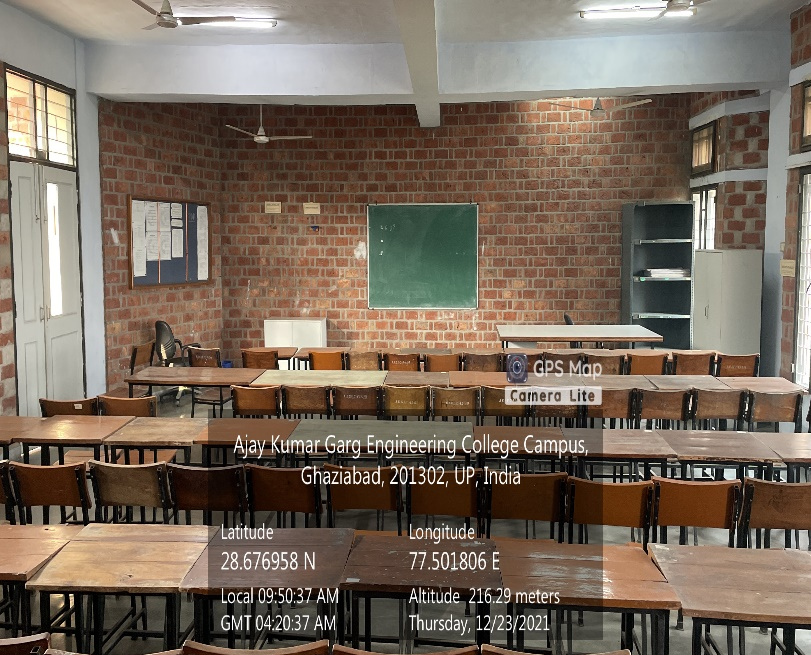 GPS Map
Camera Lite
Ajay Kumar Garg Engineering College Campus,
Ghaziabad, 201302, UP, India
Latitude
28.676958 N
Longitude
77.501806 E
Local 09:50:37 AM
GMT 04:20:37 AM
Altitude 216.29 meters
Thursday, 12/23/2021